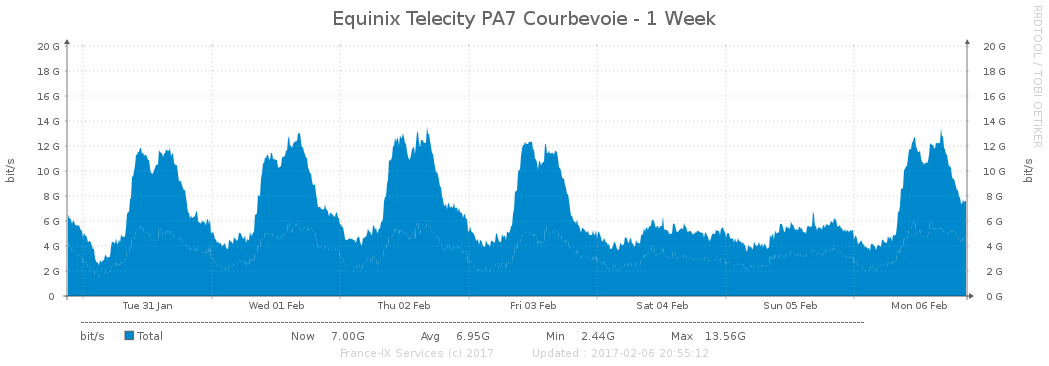 Equinix Telecity PA7 Courbevoie - 1 Week
RRDTOOL / TOBI OETIKER
20 G 20 G
18 G 18 G
16 G 16 G
14 G 14 G
12 G 12 G
10 G 10 G
8 G 8 G
6 G 6 G
4 G 4 G
2 G 2 G
0 0 G
bit/s bit/s
Tue 31 Jan Wed 01 Feb Thu 02 Feb Fri 03 Feb Sat 04 Feb Sun 05 Feb Mon 06 Feb
bit/s Total Now 7.00G Avg 6.95G Min 2.44G Max 13.56G
France-IX Services (c) 2017 Updated : 2017-02-06 20:55:12